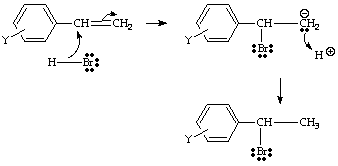 Y CH CH₂
H Br
Y CH CH₂ ⊖
Br
H ⊕
Y CH CH₃
Br